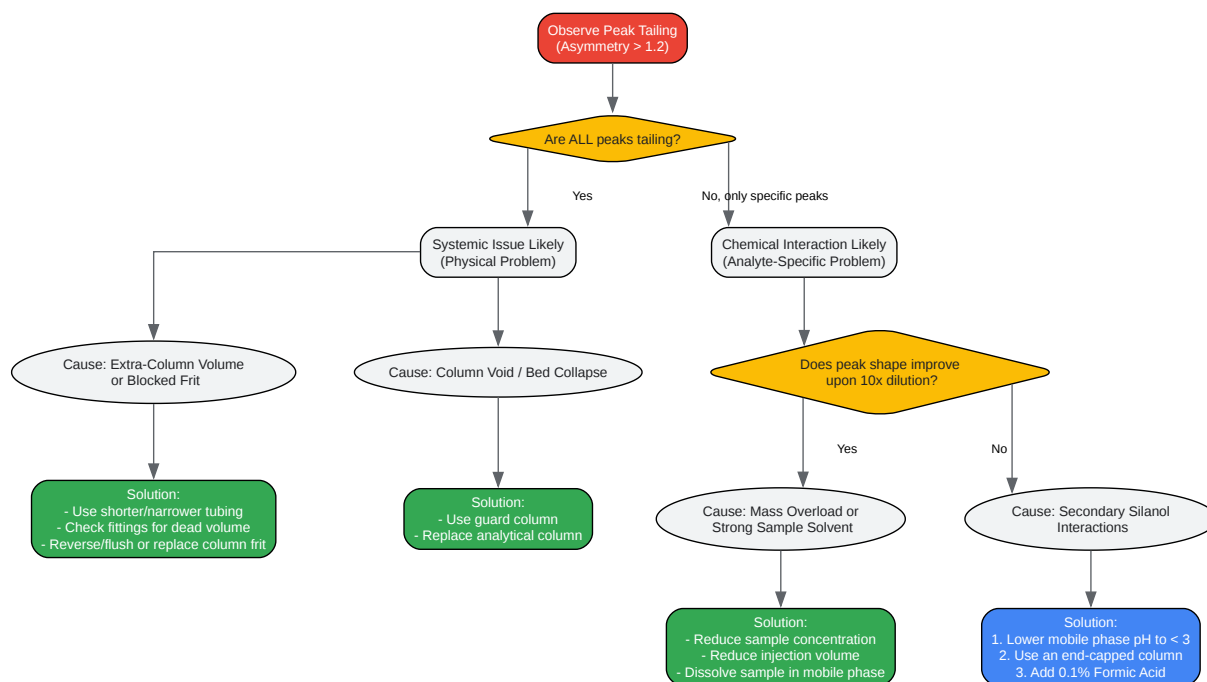 Observe Peak Tailing
(Asymmetry > 1.2)
Are ALL peaks tailing?
Yes
No, only specific peaks
Systemic Issue Likely
(Physical Problem)
Chemical Interaction Likely
(Analyte-Specific Problem)
Cause: Extra-Column Volume
or Blocked Frit
Cause: Column Void / Bed Collapse
Does peak shape improve
upon 10x dilution?
Yes
No
Solution:
- Use shorter/narrower tubing
- Check fittings for dead volume
- Reverse/flush or replace column frit
Solution:
- Use guard column
- Replace analytical column
Cause: Mass Overload or
Strong Sample Solvent
Cause: Secondary Silanol
Interactions
Solution:
- Reduce sample concentration
- Reduce injection volume
- Dissolve sample in mobile phase
Solution:
1. Lower mobile phase pH to < 3
2. Use an end-capped column
3. Add 0.1% Formic Acid